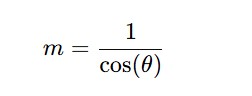 m = 1 / cos(θ)